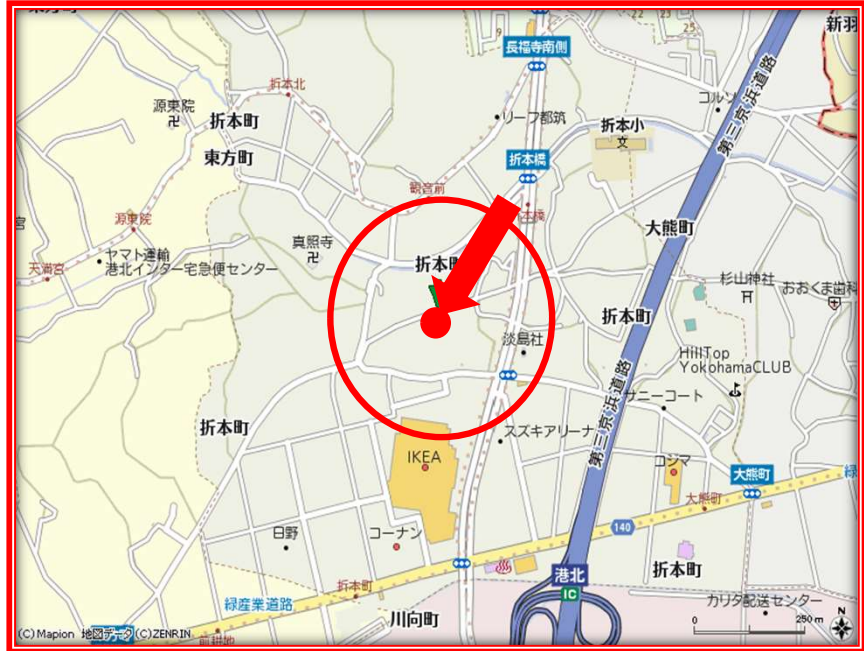 新羽
長福寺南側
折本北
コルソ
源東院
折本町
リーフ都筑
折本小
東方町
折本橋
第三京浜道路
観音前
源東院
大熊町
真照寺
ヤマト運輸
港北インター宅急便センター
天満宮
杉山神社
おおくま歯科
折本町
淡島社
HillTop
YokohamaCLUB
サニーコート
第三京浜道路
折本町
スズキアリーナ
IKEA
コジマ
大熊町
緑
大熊町
140
日野
コーナン
港北
IC
折本町
折本町
緑産業道路
カリタ配送センター
川向町
N
0
250 m
(C)Mapion 地図データ(C)ZENRIN